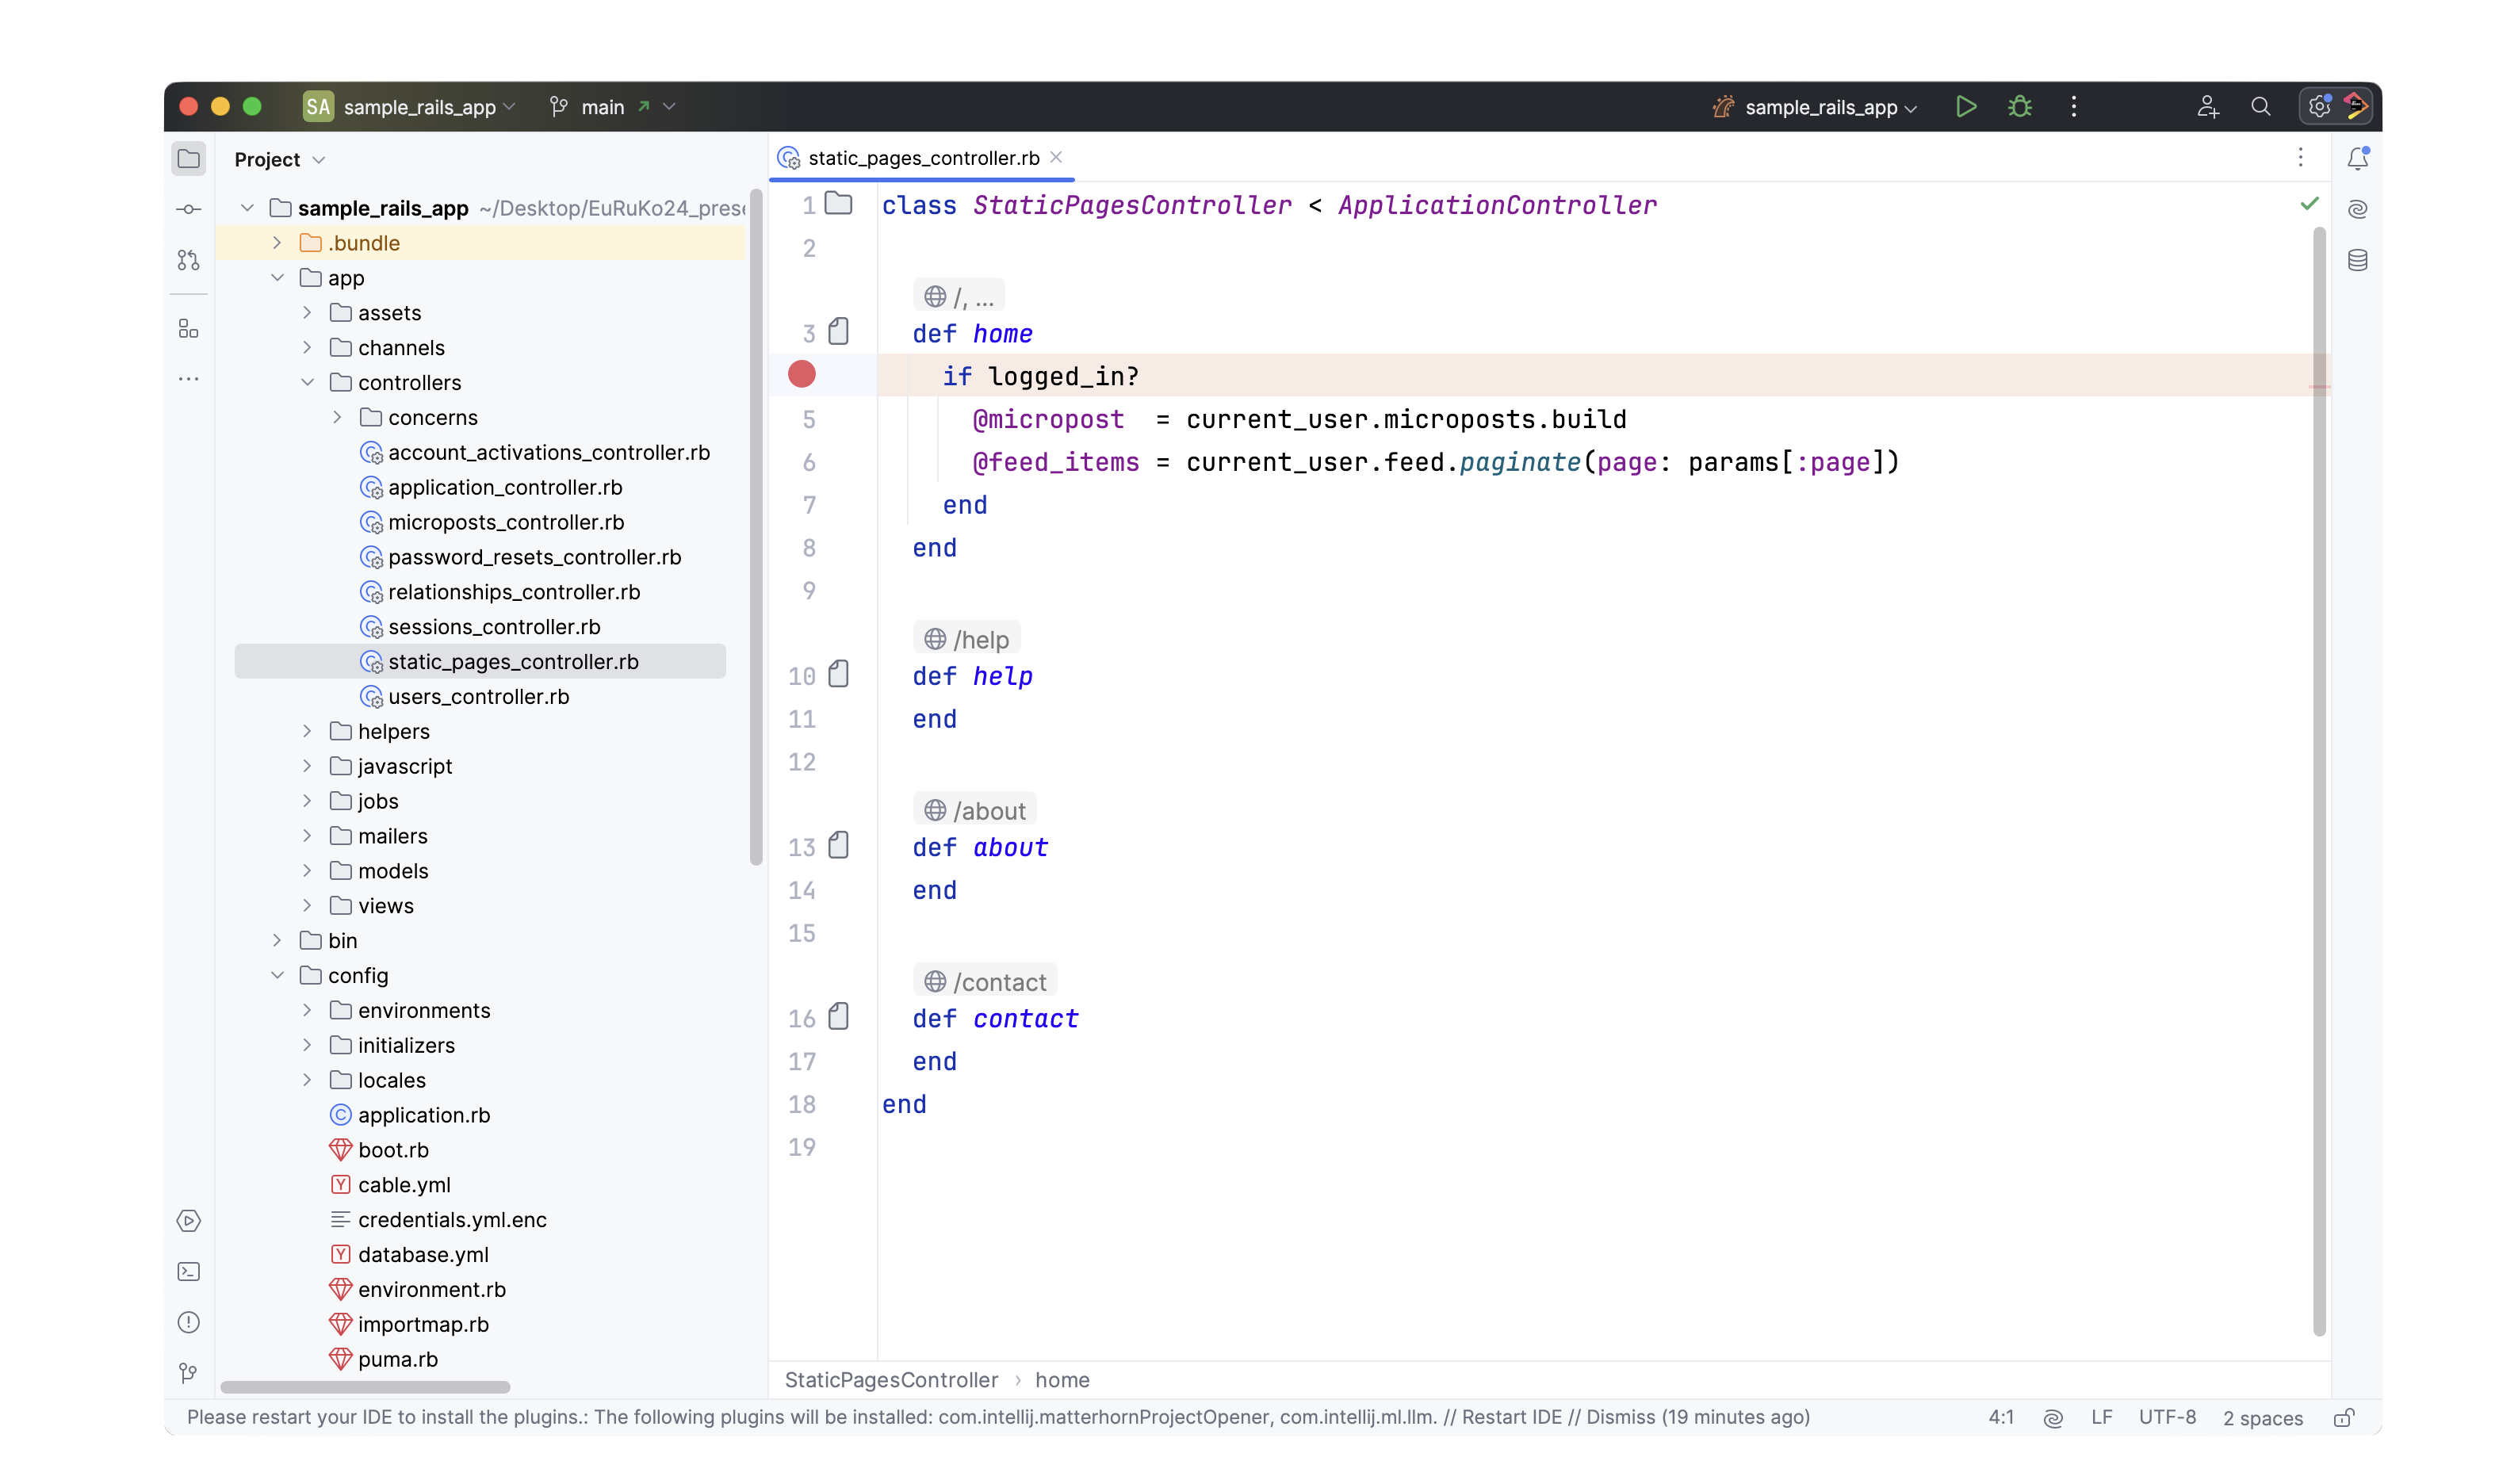 SA sample_rails_app main sample_rails_app
Project
sample_rails_app ~/Desktop/EuRuKo24_prese
.bundle
app
assets
channels
controllers
concerns
account_activations_controller.rb
application_controller.rb
microposts_controller.rb
password_resets_controller.rb
relationships_controller.rb
sessions_controller.rb
static_pages_controller.rb
users_controller.rb
helpers
javascript
jobs
mailers
models
views
bin
config
environments
initializers
locales
application.rb
boot.rb
cable.yml
credentials.yml.enc
database.yml
environment.rb
importmap.rb
puma.rb
static_pages_controller.rb
1 class StaticPagesController < ApplicationController
2
/, ...
3 def home
if logged_in?
5 @micropost = current_user.microposts.build
6 @feed_items = current_user.feed.paginate(page: params[:page])
7 end
8 end
9
/help
10 def help
11 end
12
/about
13 def about
14 end
15
/contact
16 def contact
17 end
18 end
19
StaticPagesController › home
Please restart your IDE to install the plugins.: The following plugins will be installed: com.intellij.matterhornProjectOpener, com.intellij.ml.llm. // Restart IDE // Dismiss (19 minutes ago) 4:1 LF UTF-8 2 spaces